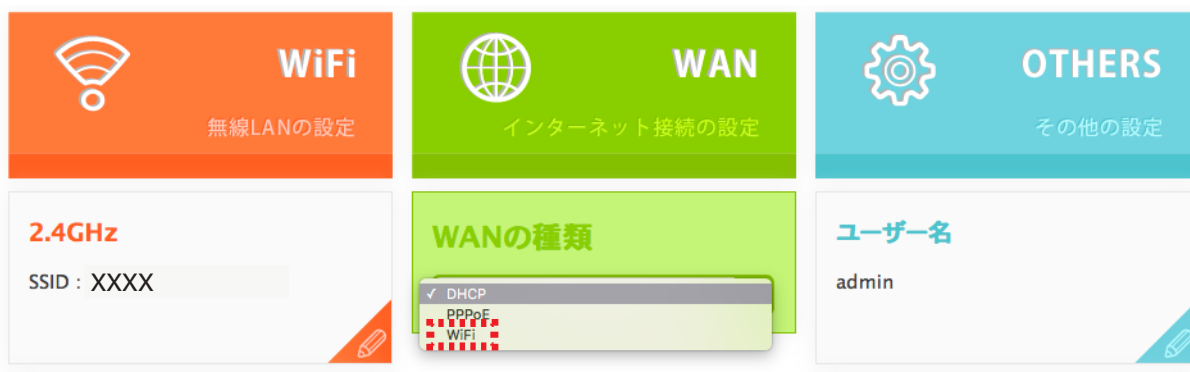 WiFi
無線LANの設定
WAN
インターネット接続の設定
OTHERS
その他の設定
2.4GHz
SSID : XXXX
WANの種類
✓ DHCP
PPPoE
WiFi
ユーザー名
admin